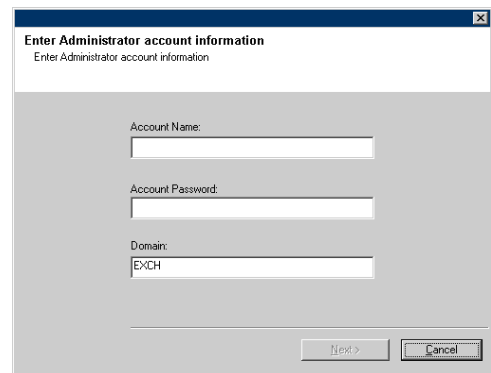 Enter Administrator account information
Enter Administrator account information
Account Name:
Account Password:
Domain:
EXCH
Next >
Cancel